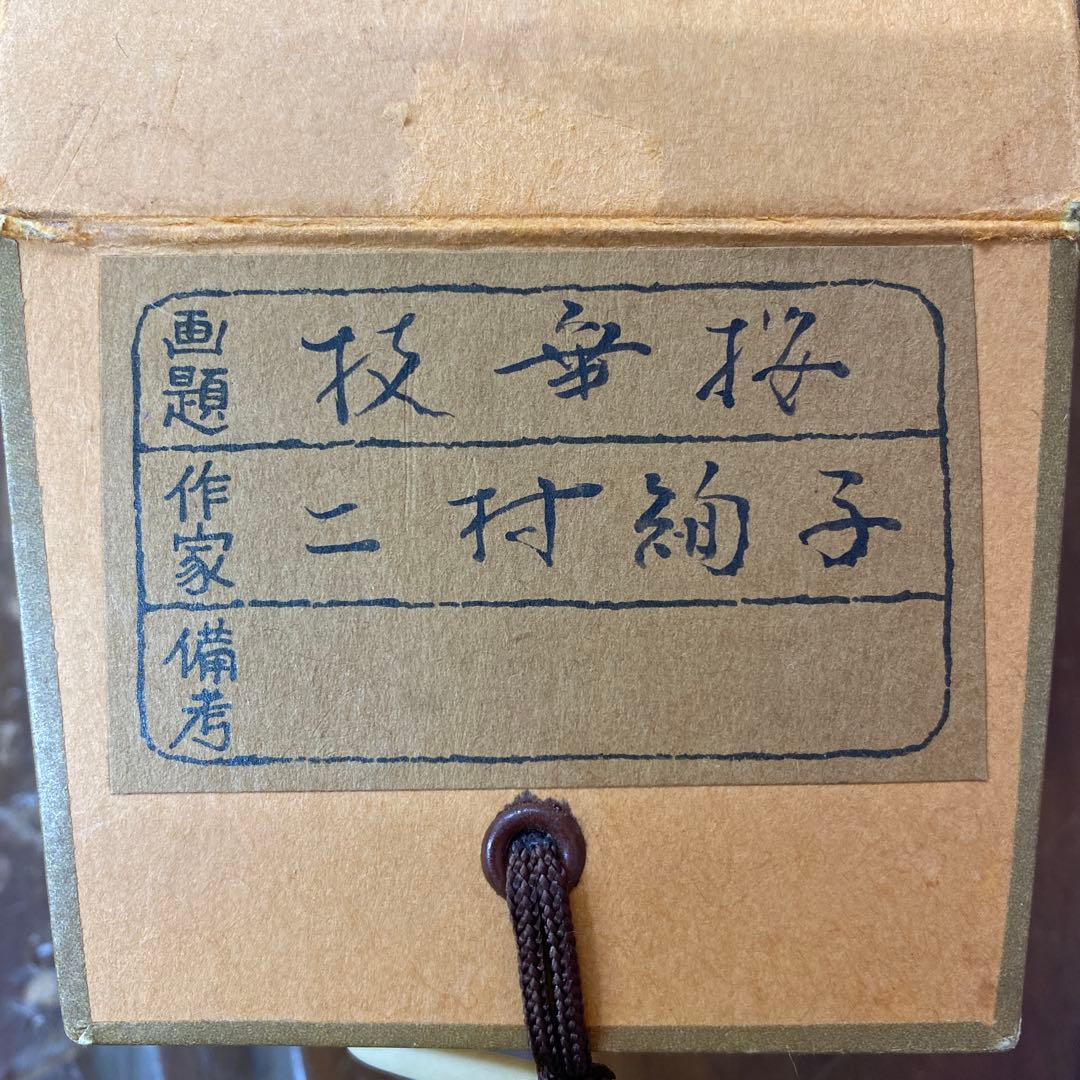 画題 枝垂桜
作家 二村絢子
備考